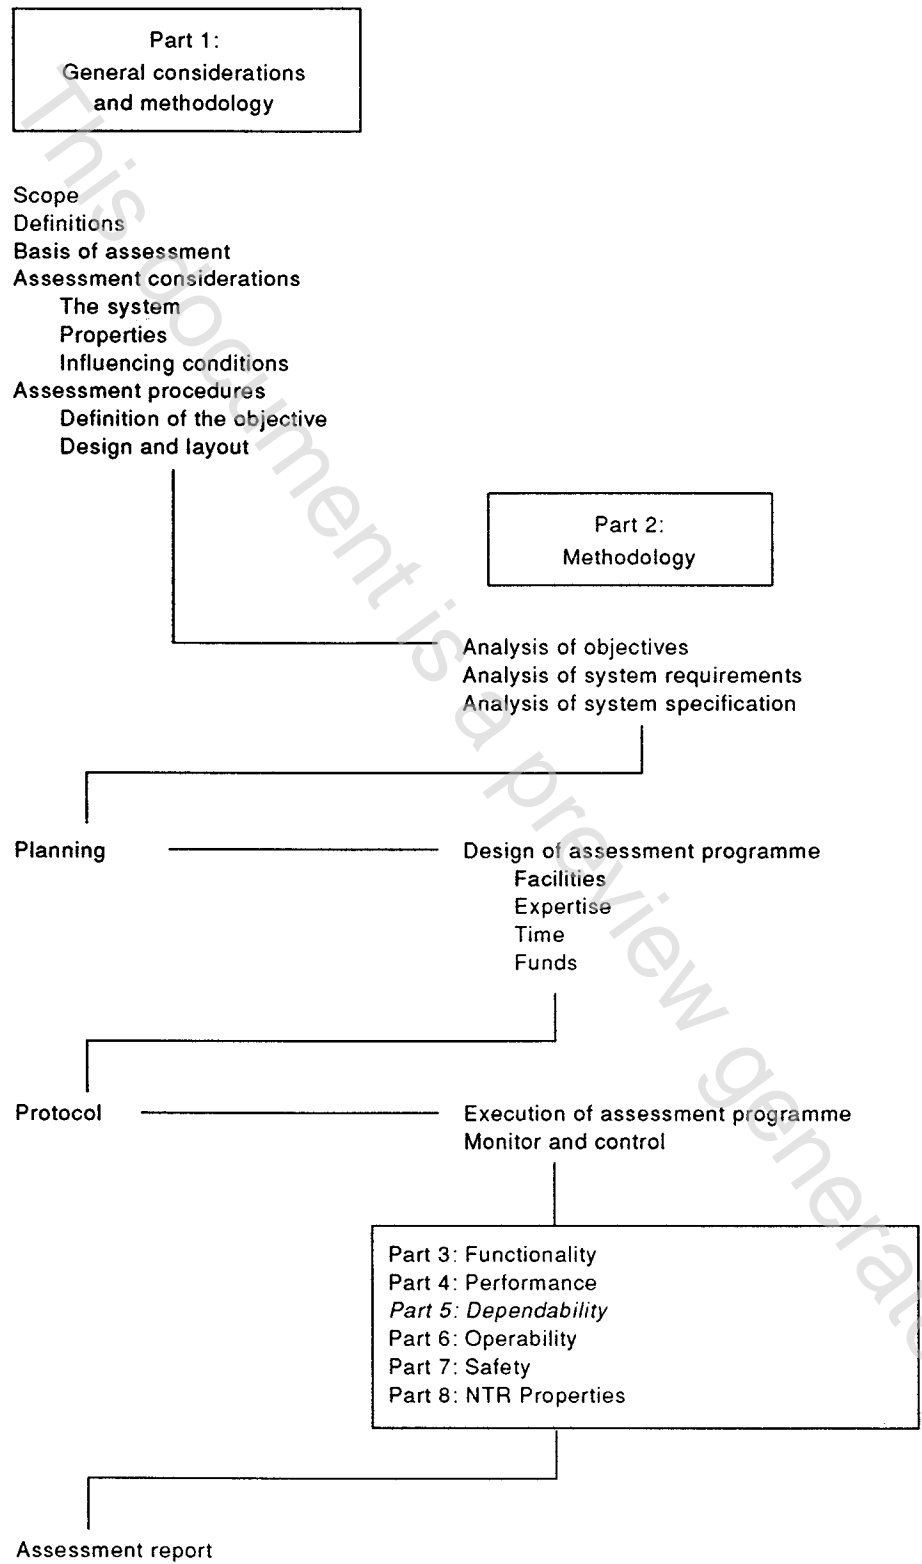 Part 1:
General considerations
and methodology
Scope
Definitions
Basis of assessment
Assessment considerations
The system
Properties
Influencing conditions
Assessment procedures
Definition of the objective
Design and layout
Part 2:
Methodology
Analysis of objectives
Analysis of system requirements
Analysis of system specification
Planning
Design of assessment programme
Facilities
Expertise
Time
Funds
Protocol
Execution of assessment programme
Monitor and control
Part 3: Functionality
Part 4: Performance
Part 5: Dependability
Part 6: Operability
Part 7: Safety
Part 8: NTR Properties
Assessment report
This document is a preview